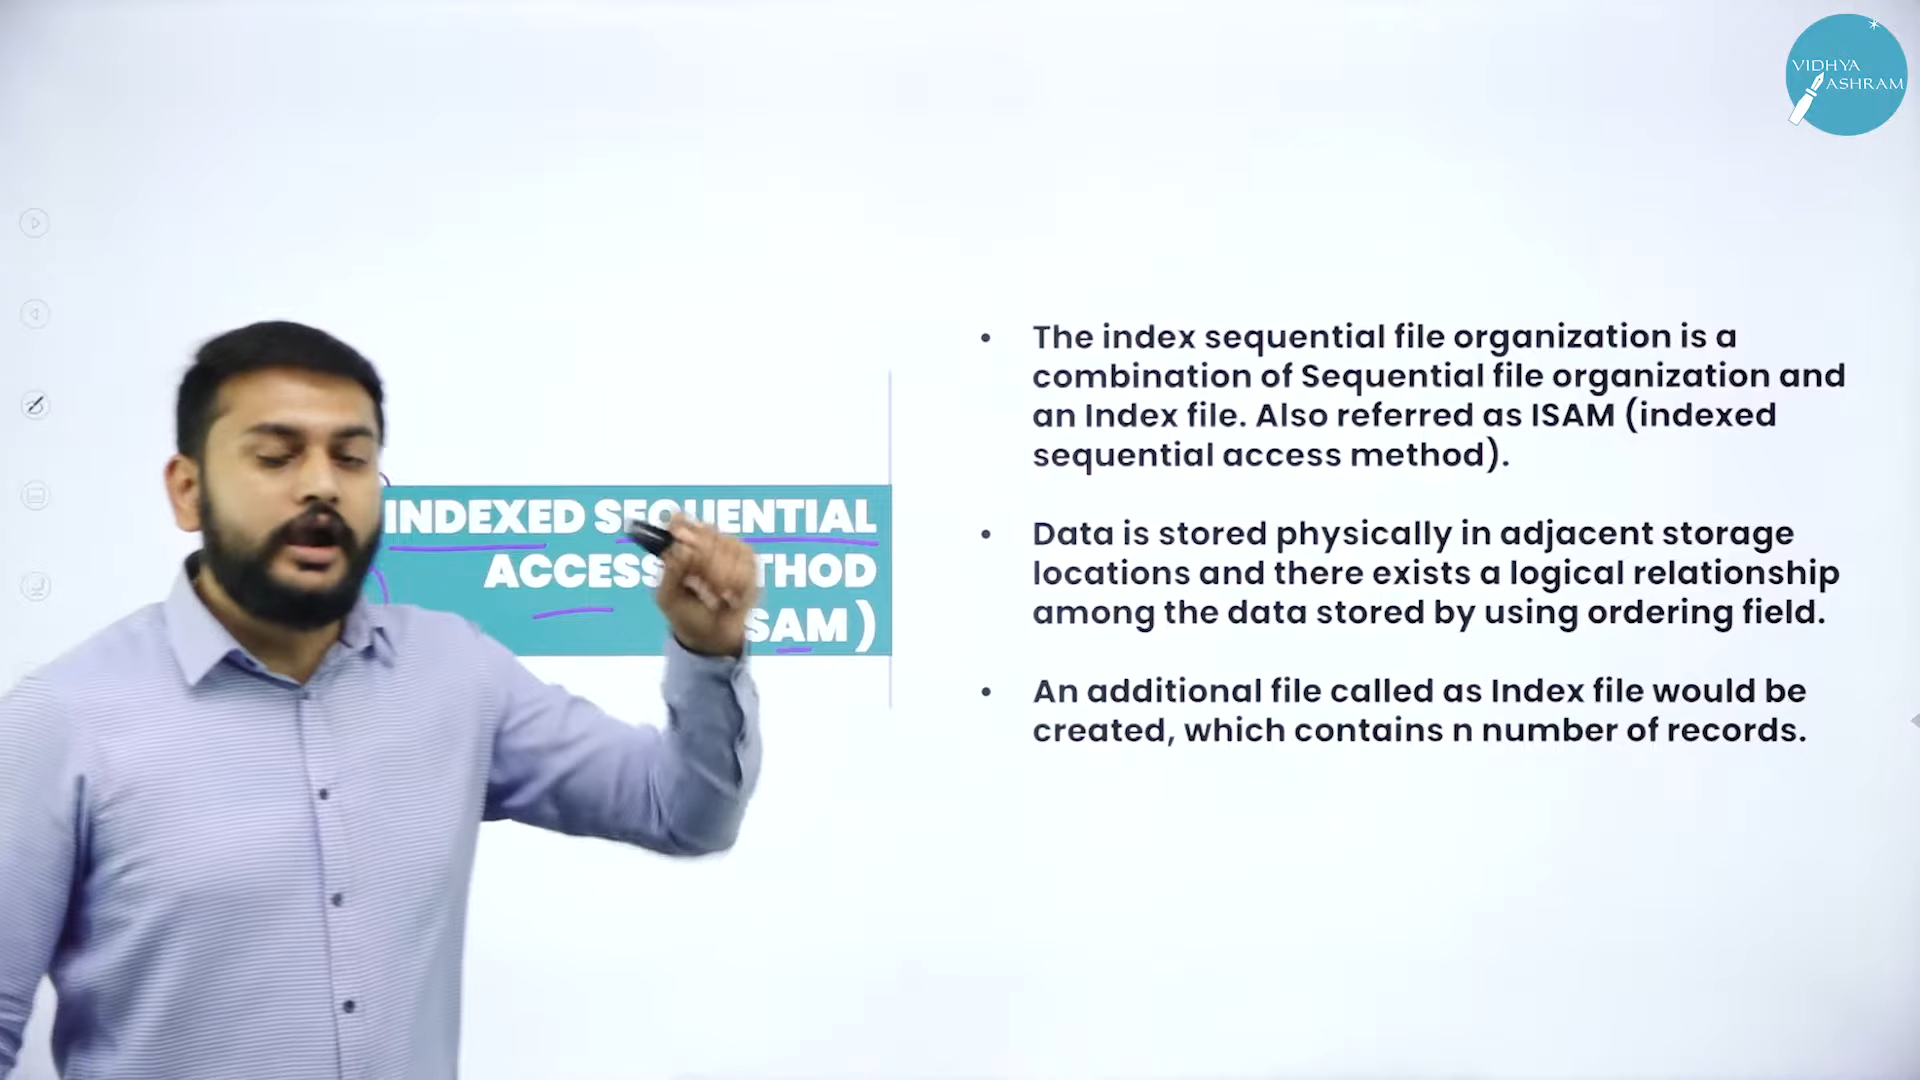 VIDHYA
ASHRAM
INDEXED SEQUENTIAL
ACCESS THOD
SAM )
• The index sequential file organization is a
combination of Sequential file organization and
an Index file. Also referred as ISAM (indexed
sequential access method).
• Data is stored physically in adjacent storage
locations and there exists a logical relationship
among the data stored by using ordering field.
• An additional file called as Index file would be
created, which contains n number of records.